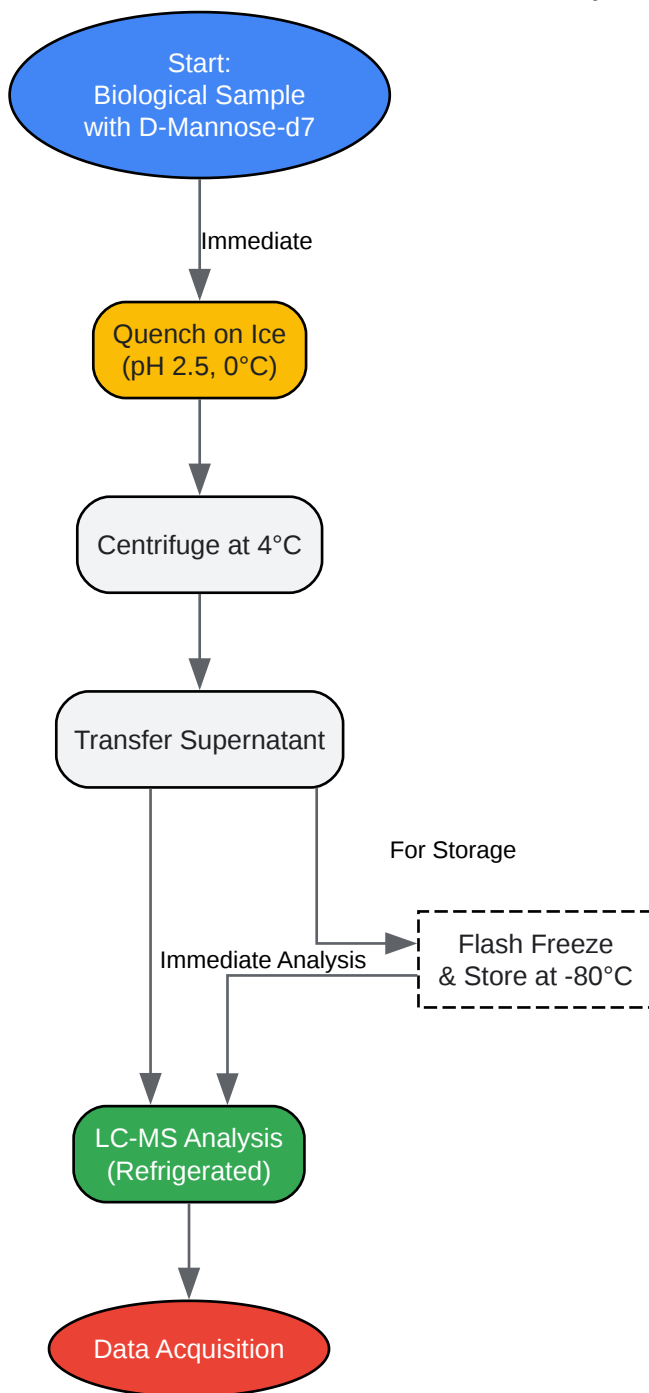 Start:
Biological Sample
with D-Mannose-d7
Immediate
Quench on Ice
(pH 2.5, 0°C)
Centrifuge at 4°C
Transfer Supernatant
For Storage
Flash Freeze
& Store at -80°C
Immediate Analysis
LC-MS Analysis
(Refrigerated)
Data Acquisition